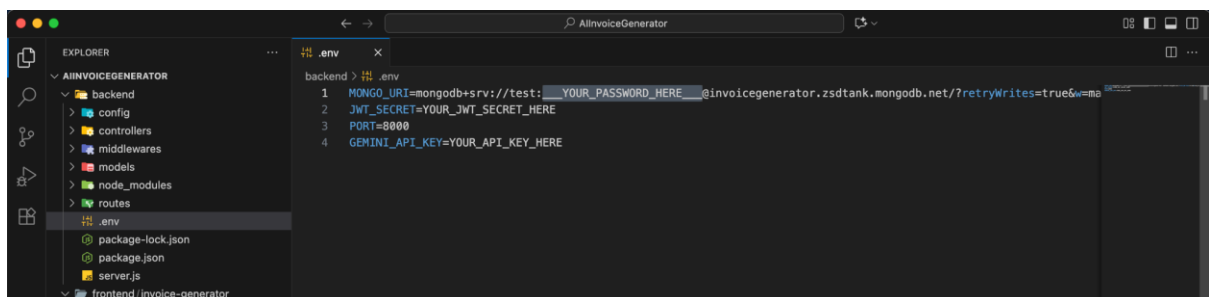 AIInvoiceGenerator
EXPLORER
.env
AIINVOICEGENERATOR
backend > .env
backend
config
controllers
middlewares
models
node_modules
routes
.env
package-lock.json
package.json
server.js
frontend/invoice-generator
1 MONGO_URI=mongodb+srv://test:___YOUR_PASSWORD_HERE___@invoicegenerator.zsdtank.mongodb.net/?retryWrites=true&w=ma
2 JWT_SECRET=YOUR_JWT_SECRET_HERE
3 PORT=8000
4 GEMINI_API_KEY=YOUR_API_KEY_HERE